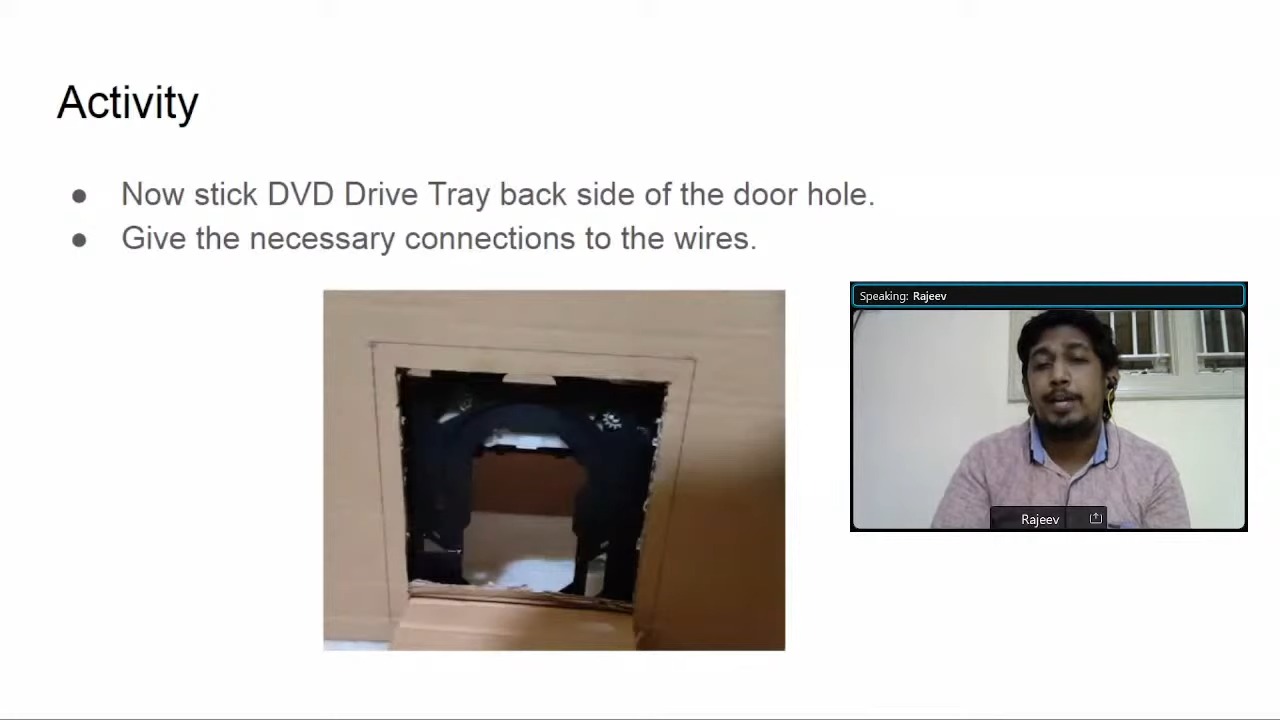 Activity
● Now stick DVD Drive Tray back side of the door hole.
● Give the necessary connections to the wires.
Speaking: Rajeev
Rajeev